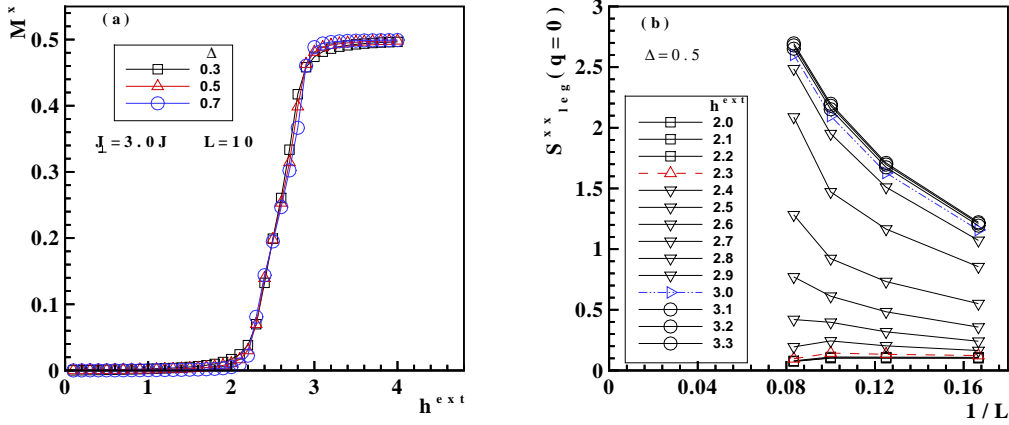 (a)
M^x
Δ
0.3
0.5
0.7
J⊥=3.0J L=10
0.5
0.4
0.3
0.2
0.1
0
0 1 2 3 4
h^ext
(b)
S^xx_leg(q=0)
Δ=0.5
h^ext
2.0
2.1
2.2
2.3
2.4
2.5
2.6
2.7
2.8
2.9
3.0
3.1
3.2
3.3
3
2.5
2
1.5
1
0.5
0
0 0.04 0.08 0.12 0.16
1/L